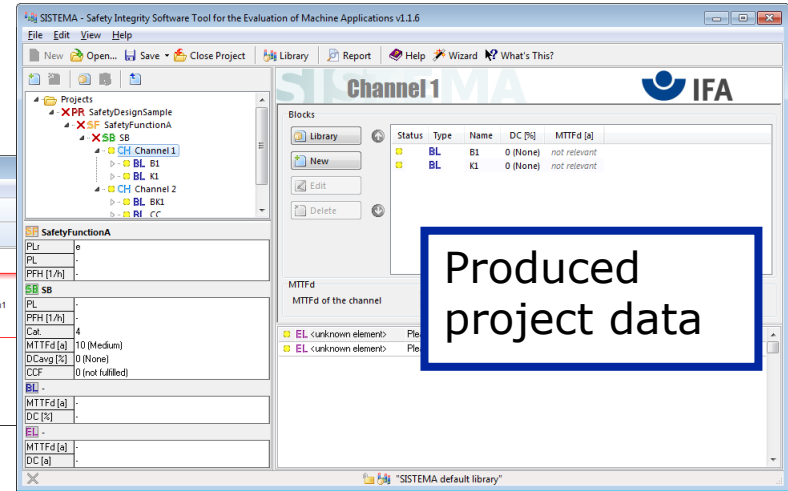 SISTEMA - Safety Integrity Software Tool for the Evaluation of Machine Applications v1.1.6
File Edit View Help
New Open... Save Close Project Library Report Help Wizard What's This?
Projects
PR SafetyDesignSample
SF SafetyFunctionA
SB SB
CH Channel 1
BL B1
BL K1
CH Channel 2
BL BK1
BL CC
SF SafetyFunctionA
PLr e
PL -
PFH [1/h] -
SB SB
PL -
PFH [1/h] -
Cat. 4
MTTFd [a] 10 (Medium)
DCavg [%] 0 (None)
CCF 0 (not fulfilled)
BL -
MTTFd [a] -
DC [%] -
EL -
MTTFd [a] -
DC [a] -
SISTEMA
Channel 1
IFA
Blocks
Library
New
Edit
Delete
Status Type Name DC [%] MTTFd [a]
BL B1 0 (None) not relevant
BL K1 0 (None) not relevant
MTTFd
MTTFd of the channel
EL <unknown element> Ple
EL <unknown element> Ple
Produced
project data
"SISTEMA default library"